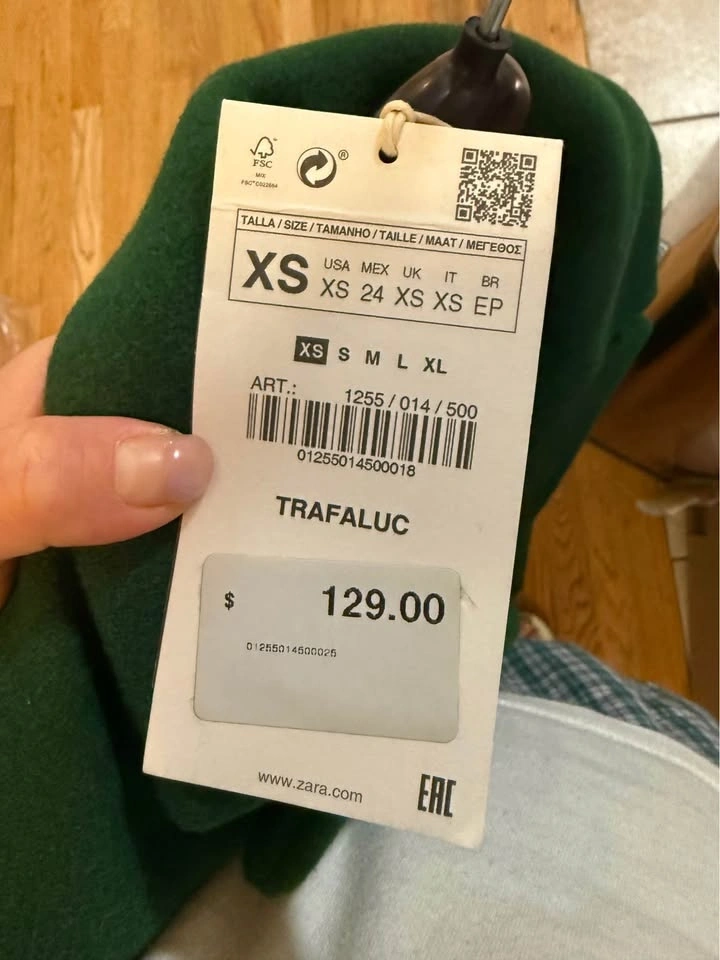 FSC
MIX
FSC® C022664
®
TALLA / SIZE / TAMANHO / TAILLE / MAAT / ΜΕΓΕΘΟΣ
XS
USA MEX UK IT BR
XS 24 XS XS EP
XS S M L XL
ART.: 1255 / 014 / 500
01255014500018
TRAFALUC
$ 129.00
01255014500025
www.zara.com
EAC